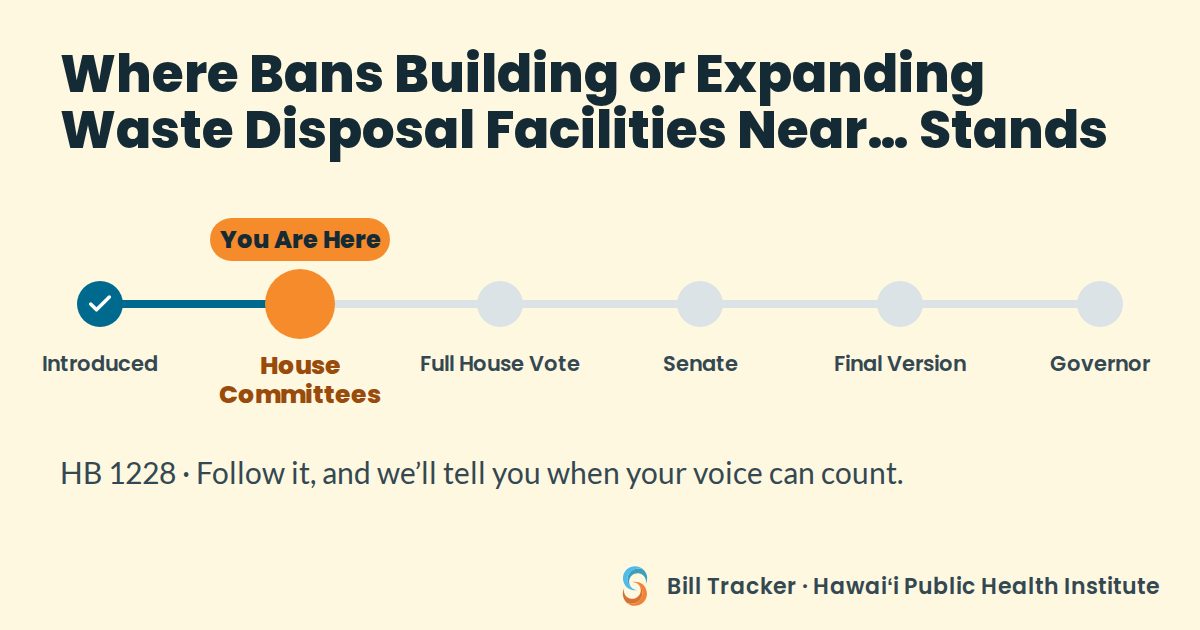 Where Bans Building or Expanding
Waste Disposal Facilities Near... Stands
You Are Here
Introduced
House
Committees
Full House Vote
Senate
Final Version
Governor
HB 1228 · Follow it, and we’ll tell you when your voice can count.
Bill Tracker · Hawaiʻi Public Health Institute